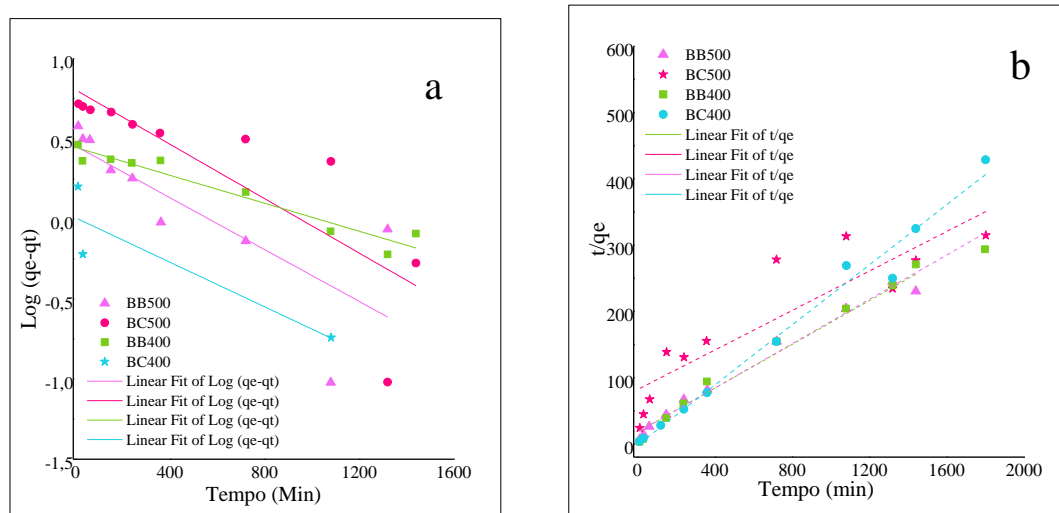 a
1,0
0,5
0,0
-0,5
-1,0
-1,5
Log (qe-qt)
BB500
BC500
BB400
BC400
Linear Fit of Log (qe-qt)
Linear Fit of Log (qe-qt)
Linear Fit of Log (qe-qt)
Linear Fit of Log (qe-qt)
0 400 800 1200 1600
Tempo (Min)
b
600
500
400
300
200
100
0
t/qe
BB500
BC500
BB400
BC400
Linear Fit of t/qe
Linear Fit of t/qe
Linear Fit of t/qe
Linear Fit of t/qe
0 400 800 1200 1600 2000
Tempo (min)